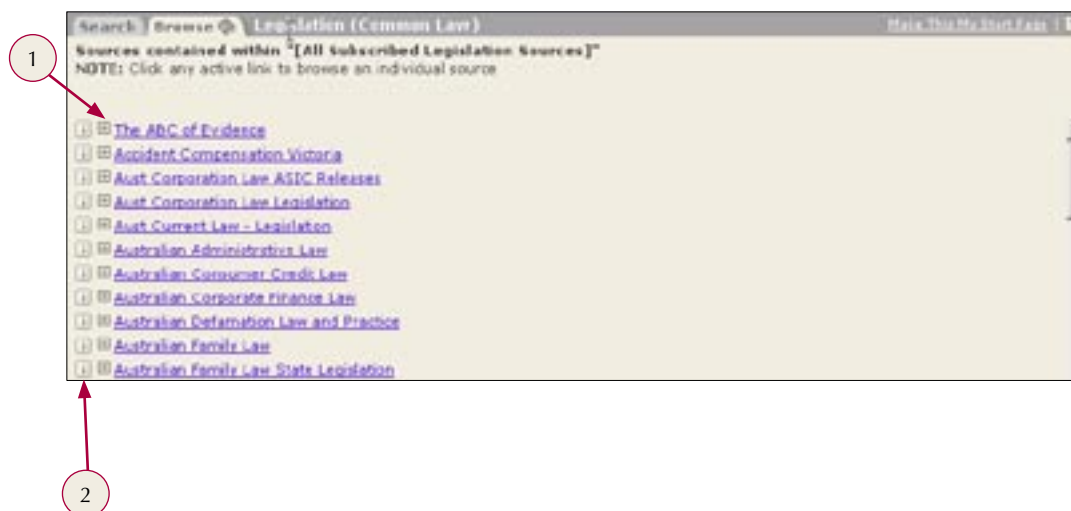 Search Browse Legislation (Common Law) Make This My Start Page
Sources contained within "[All Subscribed Legislation Sources]"
NOTE: Click any active link to browse an individual source
1
The ABC of Evidence
Accident Compensation Victoria
Aust Corporation Law ASIC Releases
Aust Corporation Law Legislation
Aust Current Law - Legislation
Australian Administrative Law
Australian Consumer Credit Law
Australian Corporate Finance Law
Australian Defamation Law and Practice
Australian Family Law
Australian Family Law State Legislation
2